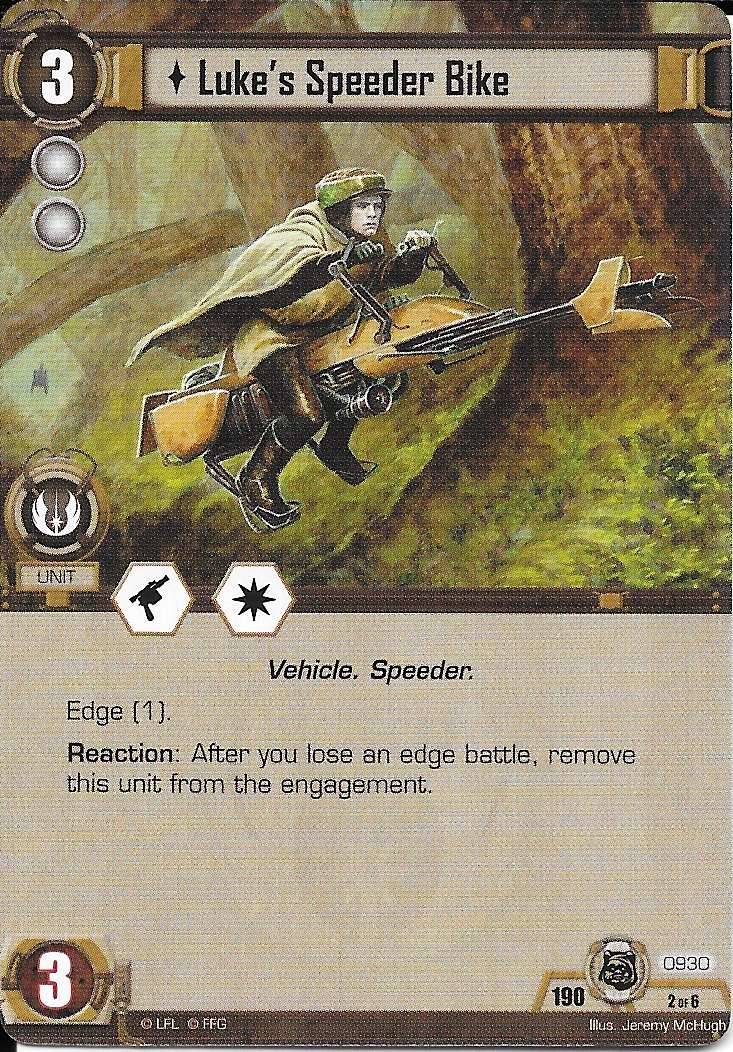 3
Luke's Speeder Bike
UNIT
Vehicle. Speeder.
Edge (1).
Reaction: After you lose an edge battle, remove
this unit from the engagement.
3
0930
190
2 OF 6
© LFL © FFG
Illus. Jeremy McHugh